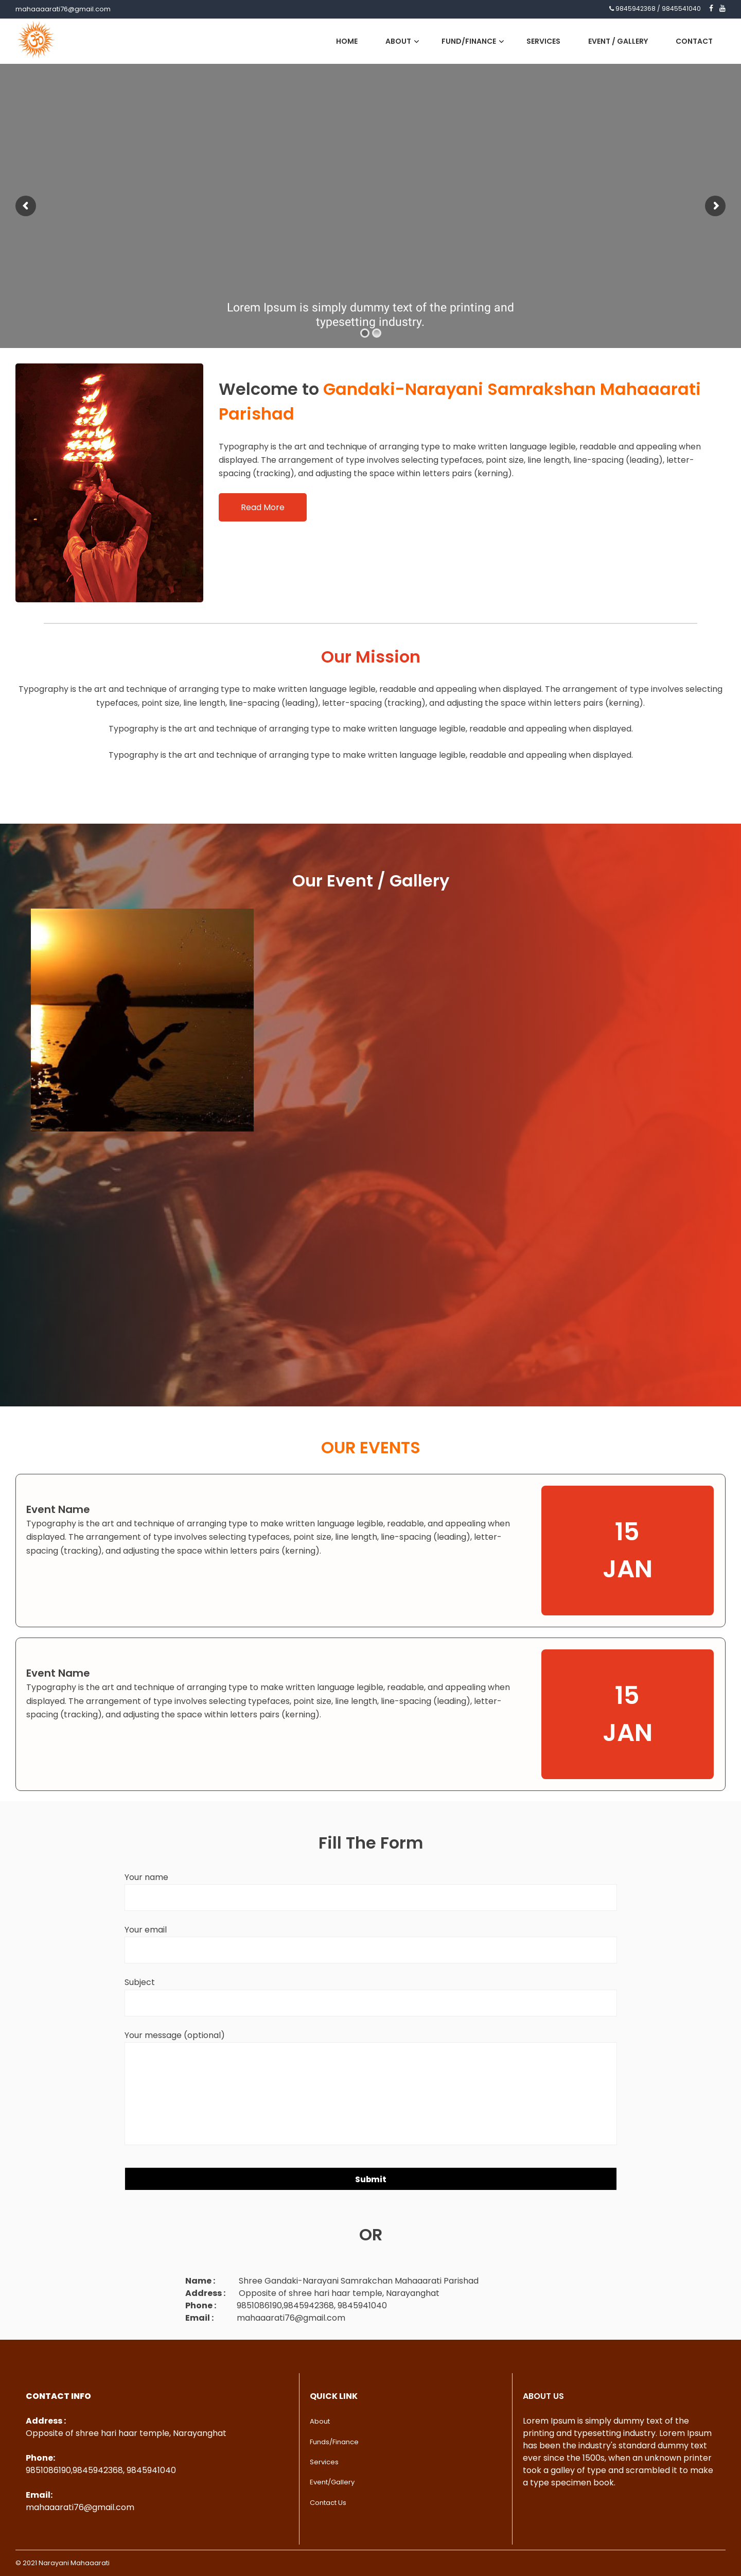 mahaaaarati76@gmail.com
9845942368 / 9845541040
HOME ABOUT FUND/FINANCE SERVICES EVENT / GALLERY CONTACT
Lorem Ipsum is simply dummy text of the printing and
typesetting industry.
Welcome to Gandaki-Narayani Samrakshan Mahaaarati
Parishad
Typography is the art and technique of arranging type to make written language legible, readable and appealing when
displayed. The arrangement of type involves selecting typefaces, point size, line length, line-spacing (leading), letter-
spacing (tracking), and adjusting the space within letters pairs (kerning).
Read More
Our Mission
Typography is the art and technique of arranging type to make written language legible, readable and appealing when displayed. The arrangement of type involves selecting
typefaces, point size, line length, line-spacing (leading), letter-spacing (tracking), and adjusting the space within letters pairs (kerning).
Typography is the art and technique of arranging type to make written language legible, readable and appealing when displayed.
Typography is the art and technique of arranging type to make written language legible, readable and appealing when displayed.
Our Event / Gallery
OUR EVENTS
Event Name
Typography is the art and technique of arranging type to make written language legible, readable, and appealing when
displayed. The arrangement of type involves selecting typefaces, point size, line length, line-spacing (leading), letter-
spacing (tracking), and adjusting the space within letters pairs (kerning).
15
JAN
Event Name
Typography is the art and technique of arranging type to make written language legible, readable, and appealing when
displayed. The arrangement of type involves selecting typefaces, point size, line length, line-spacing (leading), letter-
spacing (tracking), and adjusting the space within letters pairs (kerning).
15
JAN
Fill The Form
Your name
Your email
Subject
Your message (optional)
Submit
OR
Name : Shree Gandaki-Narayani Samrakchan Mahaaarati Parishad
Address : Opposite of shree hari haar temple, Narayanghat
Phone : 9851086190,9845942368, 9845941040
Email : mahaaarati76@gmail.com
CONTACT INFO
Address :
Opposite of shree hari haar temple, Narayanghat
Phone:
9851086190,9845942368, 9845941040
Email:
mahaaarati76@gmail.com
QUICK LINK
About
Funds/Finance
Services
Event/Gallery
Contact Us
ABOUT US
Lorem Ipsum is simply dummy text of the
printing and typesetting industry. Lorem Ipsum
has been the industry's standard dummy text
ever since the 1500s, when an unknown printer
took a galley of type and scrambled it to make
a type specimen book.
© 2021 Narayani Mahaaarati